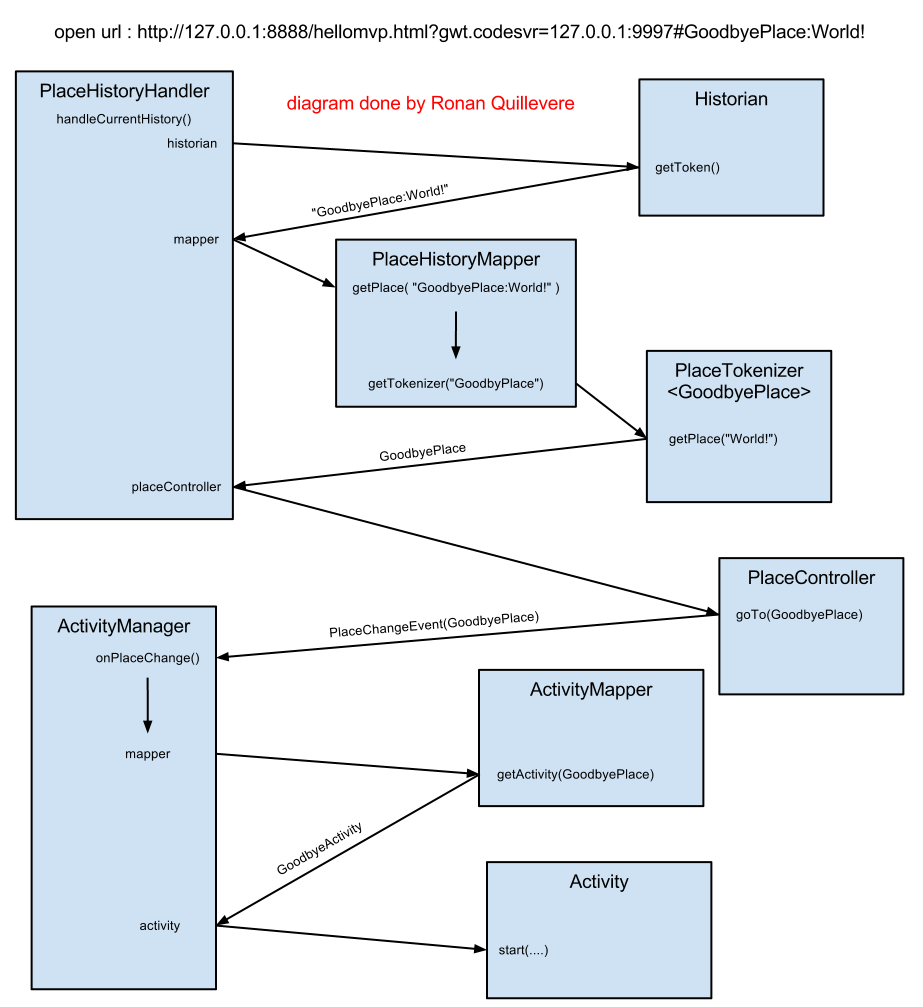 open url : http://127.0.0.1:8888/hellomvp.html?gwt.codesvr=127.0.0.1:9997#GoodbyePlace:World!
PlaceHistoryHandler
handleCurrentHistory()
historian
diagram done by Ronan Quillevere
Historian
getToken()
"GoodbyePlace:World!"
mapper
PlaceHistoryMapper
getPlace( "GoodbyePlace:World!" )
getTokenizer("GoodbyPlace")
PlaceTokenizer
<GoodbyePlace>
getPlace("World!")
GoodbyePlace
placeController
PlaceController
goTo(GoodbyePlace)
PlaceChangeEvent(GoodbyePlace)
ActivityManager
onPlaceChange()
mapper
ActivityMapper
getActivity(GoodbyePlace)
GoodbyeActivity
activity
Activity
start(....)